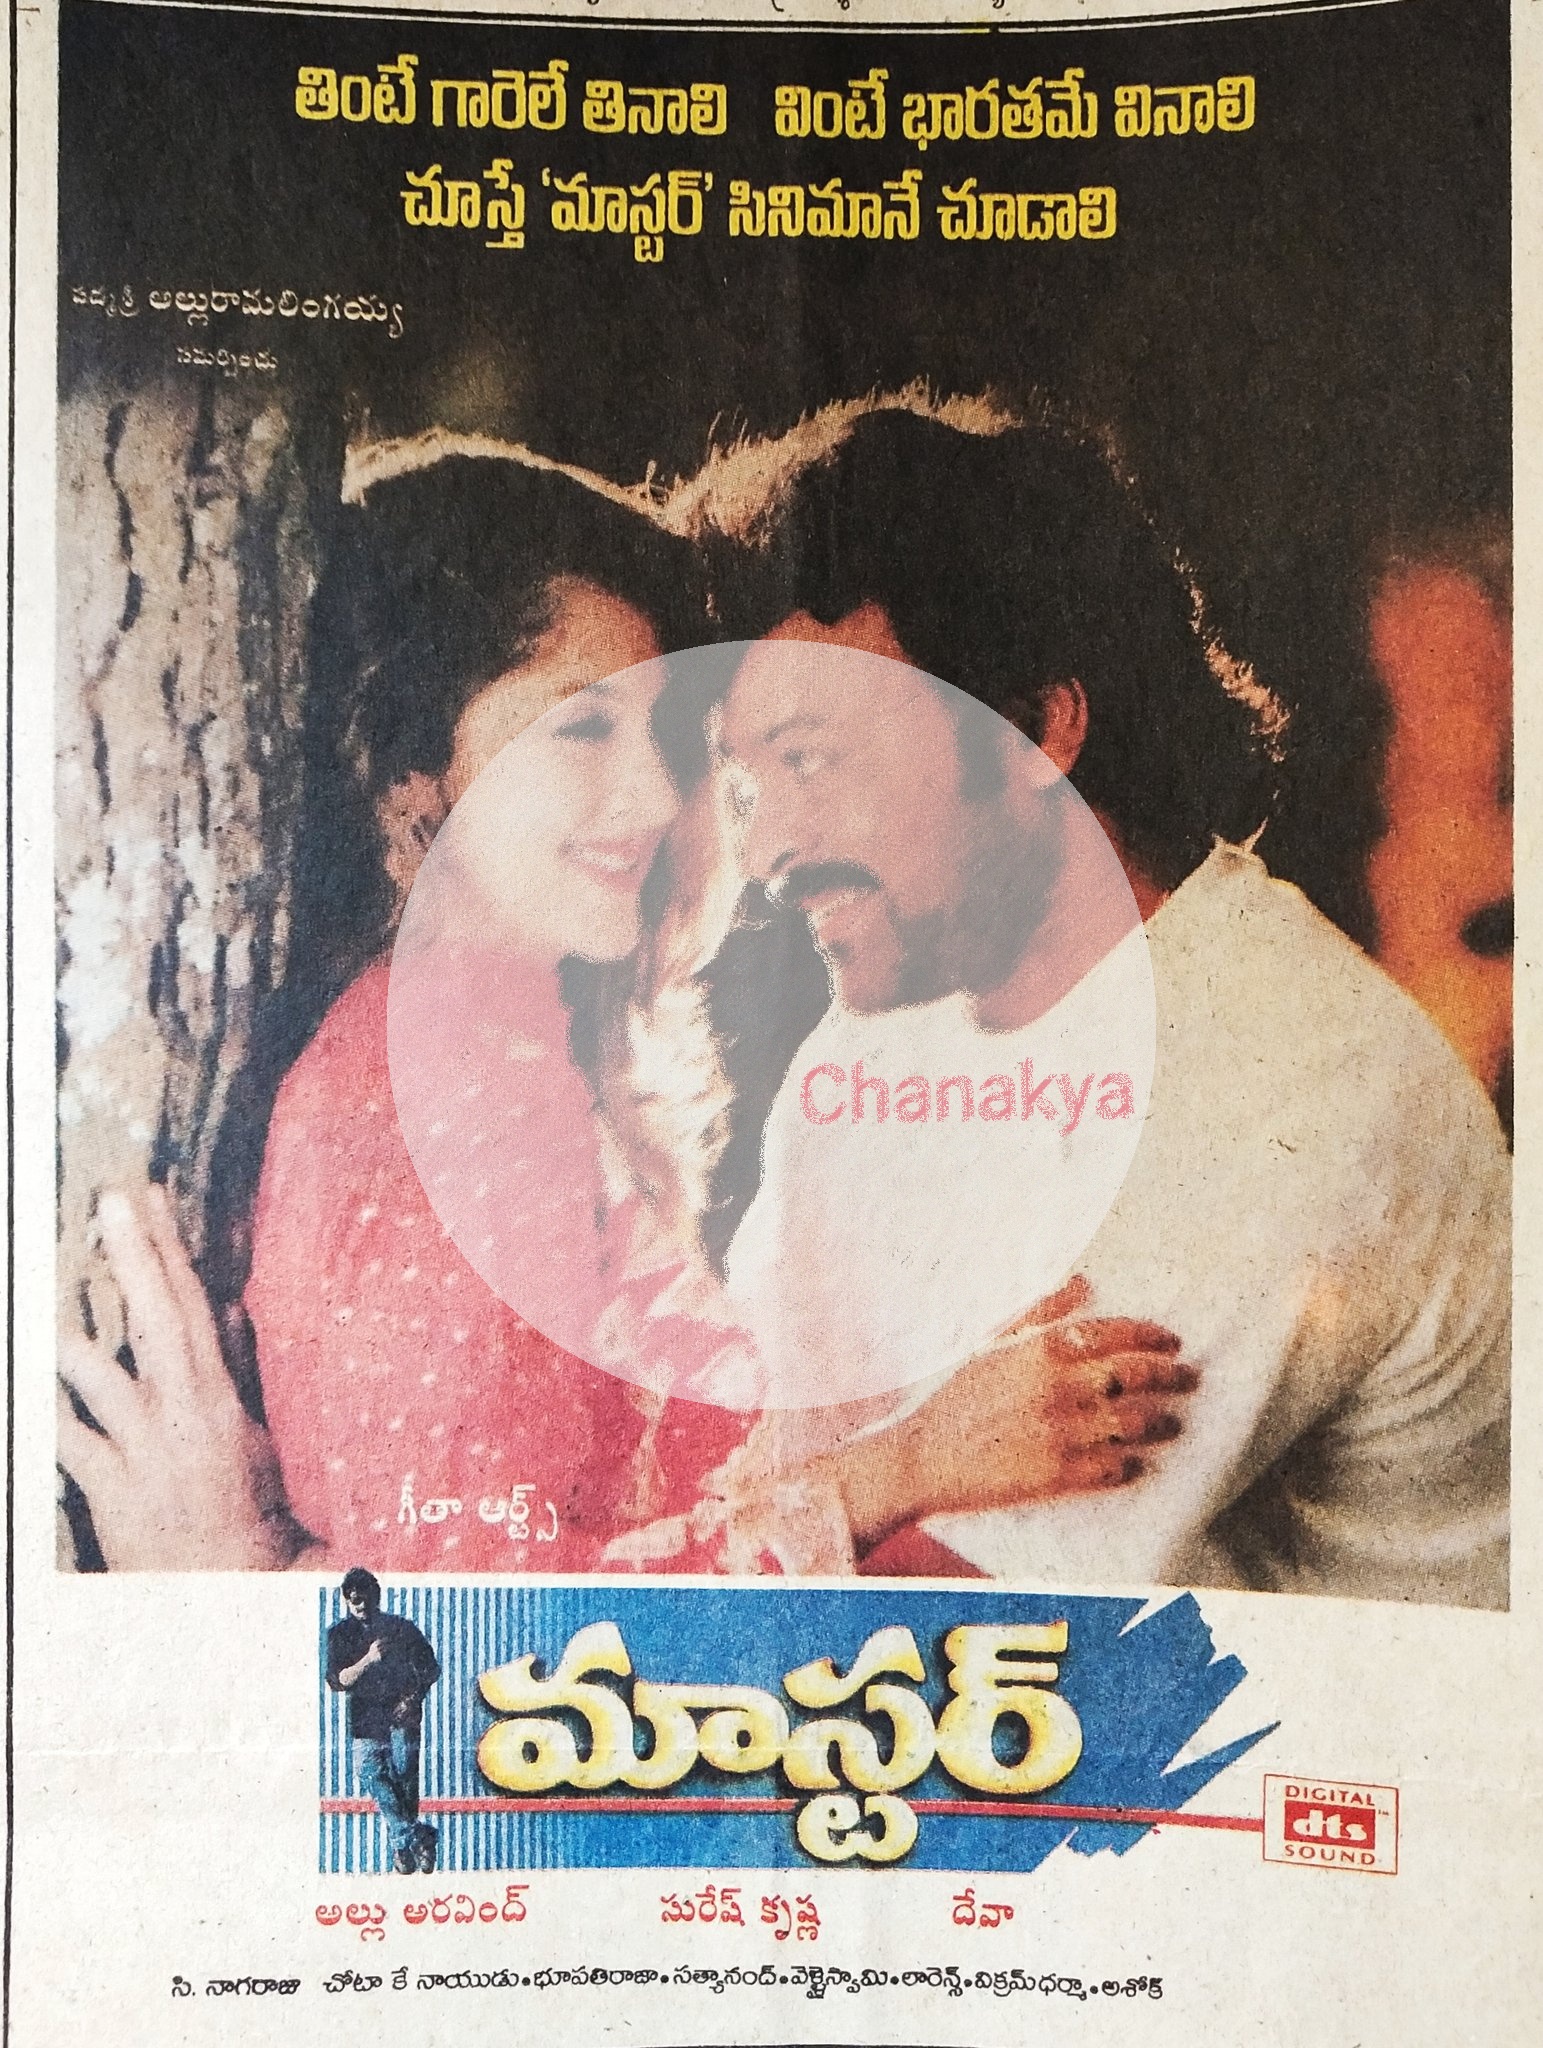 తింటే గారెలే తినాలి వింటే భారతమే వినాలి
చూస్తే 'మాస్టర్' సినిమానే చూడాలి
పద్మశ్రీ అల్లురామలింగయ్య
సమర్పించు
Chanakya
గీతా ఆర్ట్స్
మాస్టర్
DIGITAL
dts
SOUND
అల్లు అరవింద్ సురేష్ కృష్ణ దేవా
సి. నాగరాజు చోటా కే నాయుడు•భూపతిరాజా•సత్యానంద్•వెళ్లైస్వామి•లారెన్స్•విక్రమ్‌ధర్మా•అశోక్